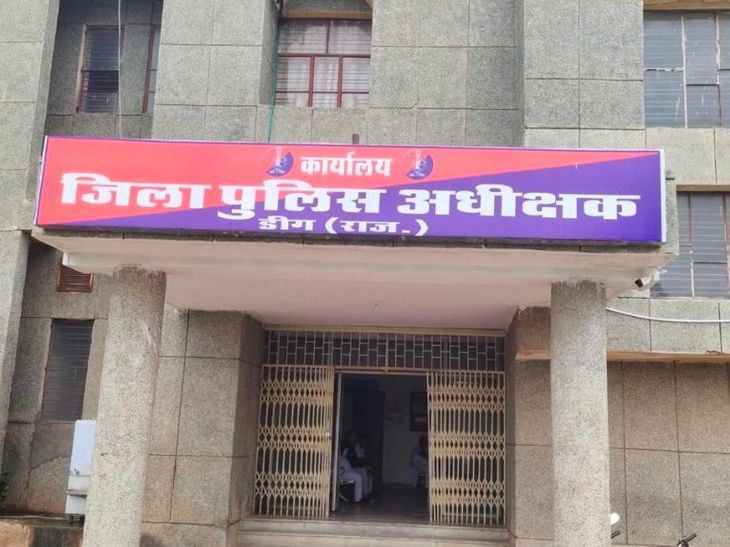 कार्यालय
जिला पुलिस अधीक्षक
डीग (राज.)